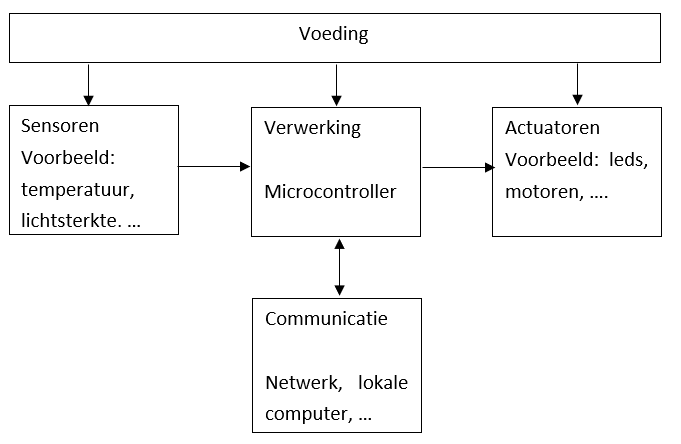 Voeding
Sensoren
Voorbeeld:
temperatuur,
lichtsterkte. ...
Verwerking
Microcontroller
Actuatoren
Voorbeeld: leds,
motoren, ....
Communicatie
Netwerk, lokale
computer, ...